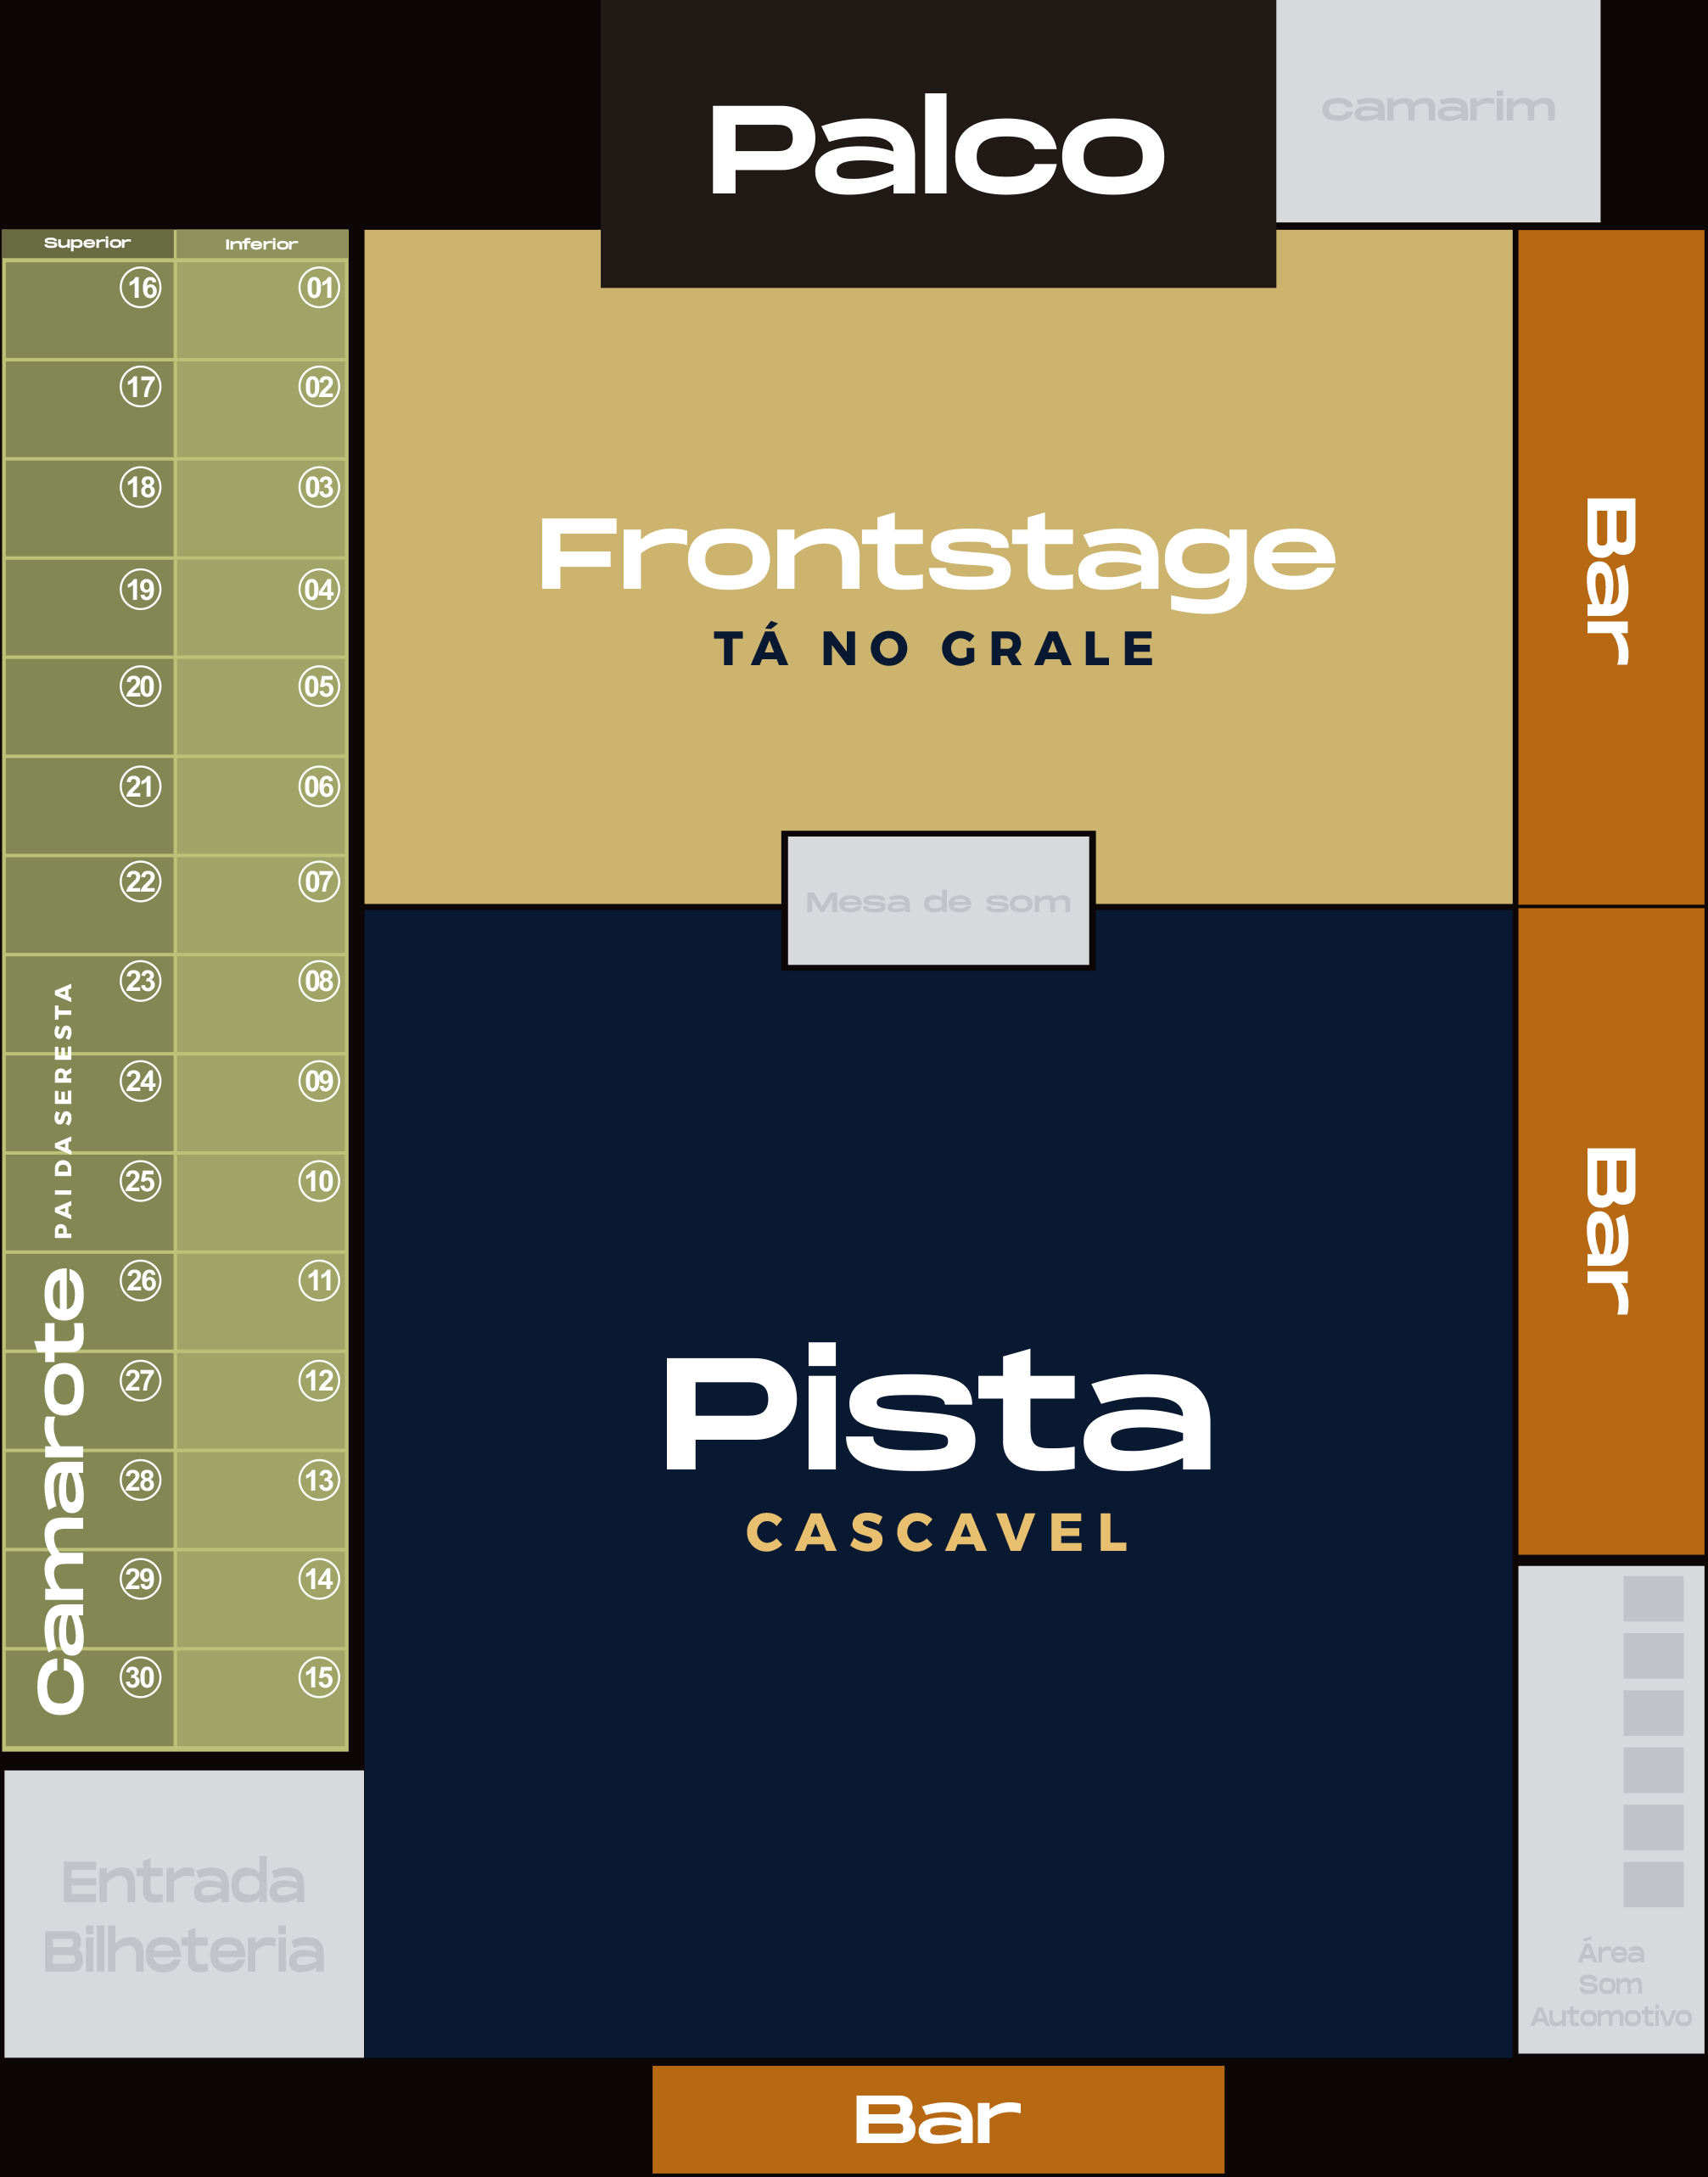 Palco
camarim
Superior
Inferior
16
01
17
02
18
03
19
04
20
05
21
06
22
07
23
08
24
09
25
10
26
11
27
12
28
13
29
14
30
15
Camarote
PAI DA SERESTA
Frontstage
TÁ NO GRALE
Bar
Mesa de som
Pista
CASCAVEL
Bar
Entrada
Bilheteria
Área
Som
Automotivo
Bar